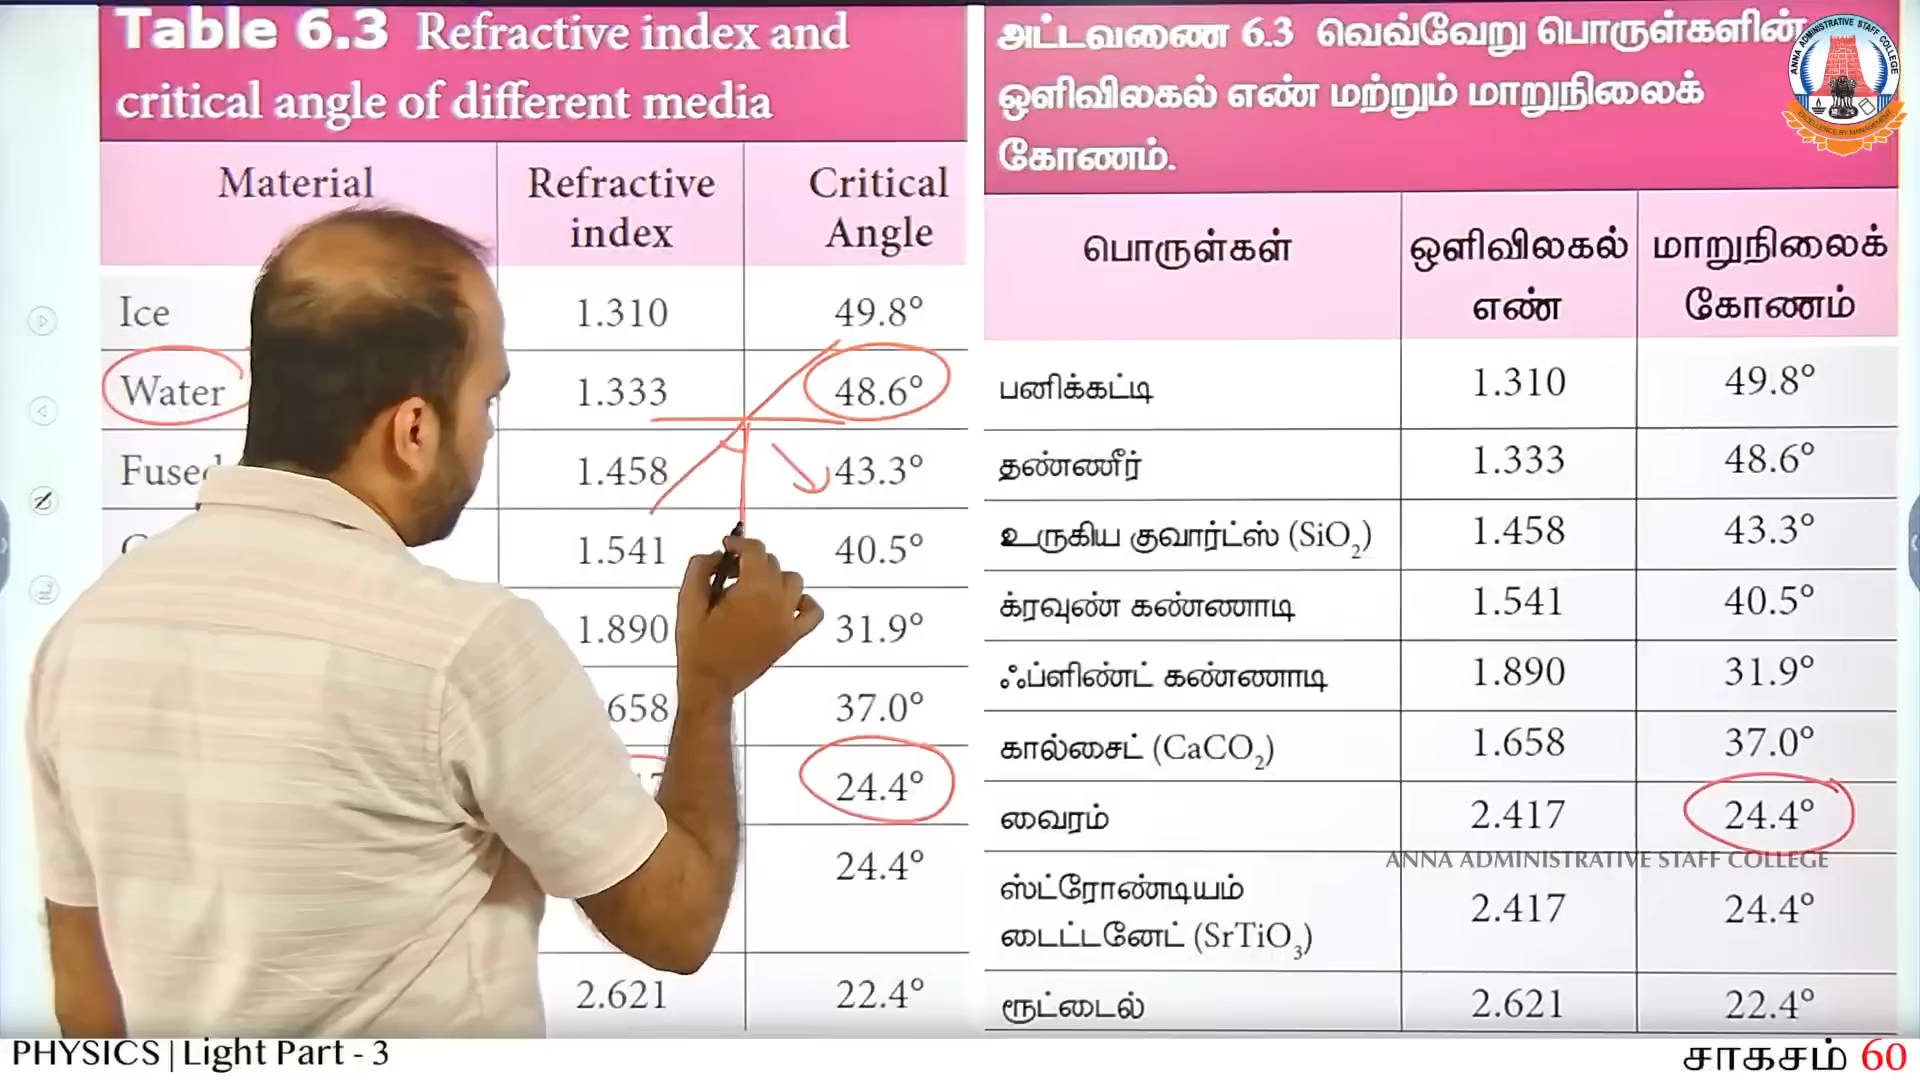 Table 6.3 Refractive index and
critical angle of different media
Material
Refractive
index
Critical
Angle
Ice 1.310 49.8°
Water 1.333 48.6°
1.458 43.3°
1.541 40.5°
1.890 31.9°
37.0°
24.4°
24.4°
2.621 22.4°
அட்டவணை 6.3 வெவ்வேறு பொருள்களின்
ஒளிவிலகல் எண் மற்றும் மாறுநிலைக்
கோணம்.
பொருள்கள்
ஒளிவிலகல்
எண்
மாறுநிலைக்
கோணம்
பனிக்கட்டி 1.310 49.8°
தண்ணீர் 1.333 48.6°
உருகிய குவார்ட்ஸ் (SiO₂) 1.458 43.3°
க்ரவுண் கண்ணாடி 1.541 40.5°
ஃப்ளிண்ட் கண்ணாடி 1.890 31.9°
கால்சைட் (CaCO₂) 1.658 37.0°
வைரம் 2.417 24.4°
ANNA ADMINISTRATIVE STAFF COLLEGE
ஸ்ட்ரோண்டியம்
டைட்டனேட் (SrTiO₃) 2.417 24.4°
ரூட்டைல் 2.621 22.4°
ANNA ADMINISTRATIVE STAFF COLLEGE
PHYSICS | Light Part - 3
சாகசம் 60